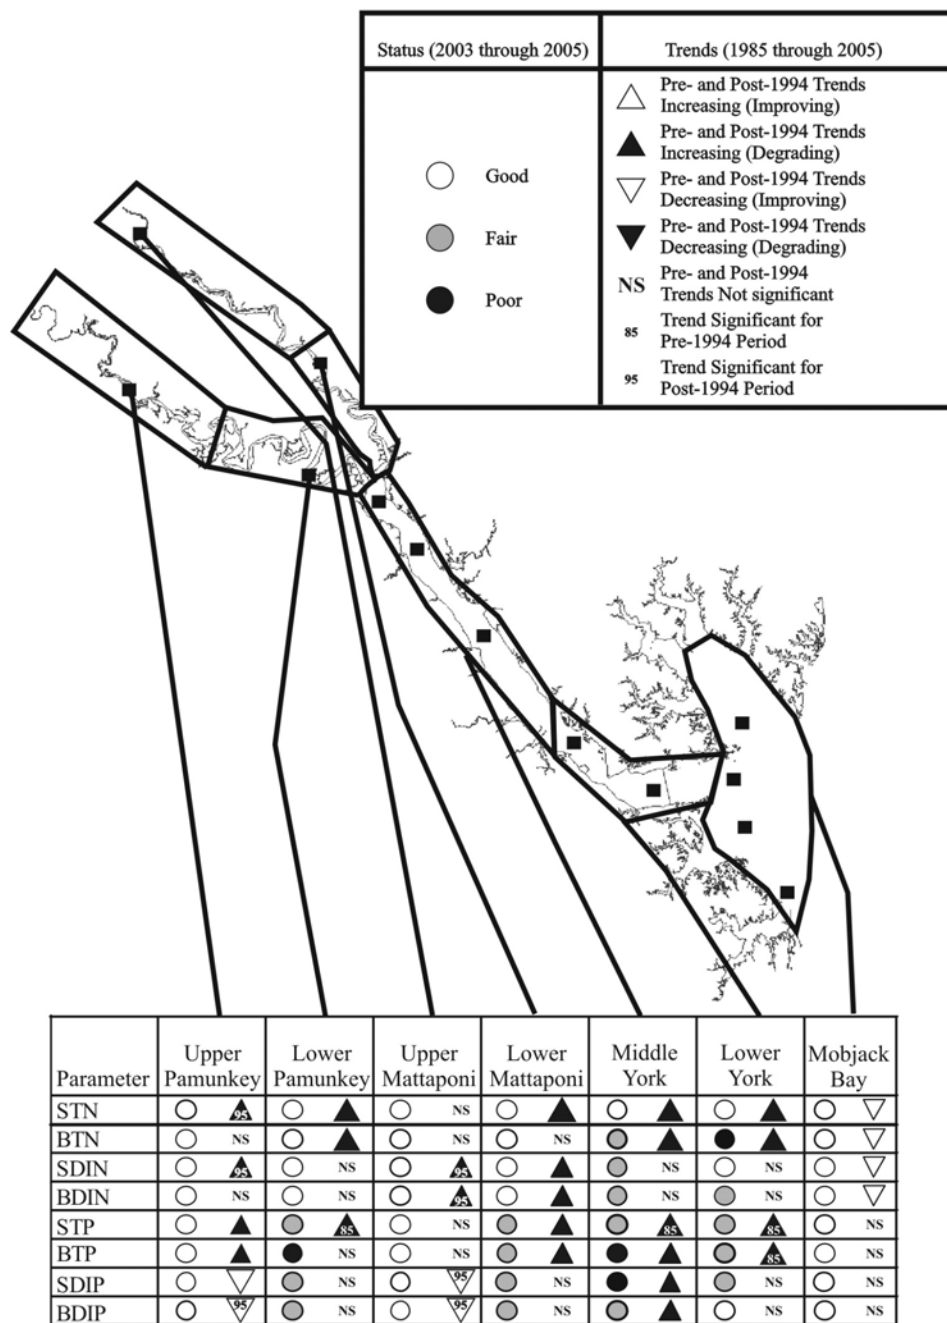 Status (2003 through 2005) Trends (1985 through 2005)
Good
Fair
Poor
Pre- and Post-1994 Trends
Increasing (Improving)
Pre- and Post-1994 Trends
Increasing (Degrading)
Pre- and Post-1994 Trends
Decreasing (Improving)
Pre- and Post-1994 Trends
Decreasing (Degrading)
NS Pre- and Post-1994
Trends Not significant
85 Trend Significant for
Pre-1994 Period
95 Trend Significant for
Post-1994 Period
Parameter Upper Pamunkey Lower Pamunkey Upper Mattaponi Lower Mattaponi Middle York Lower York Mobjack Bay
STN 95 NS
BTN NS NS NS
SDIN 95 NS 95 NS NS
BDIN NS NS 95 NS NS
STP 85 NS 85 85 NS
BTP NS NS 85 NS
SDIP NS 95 NS NS NS
BDIP 95 NS 95 NS NS NS